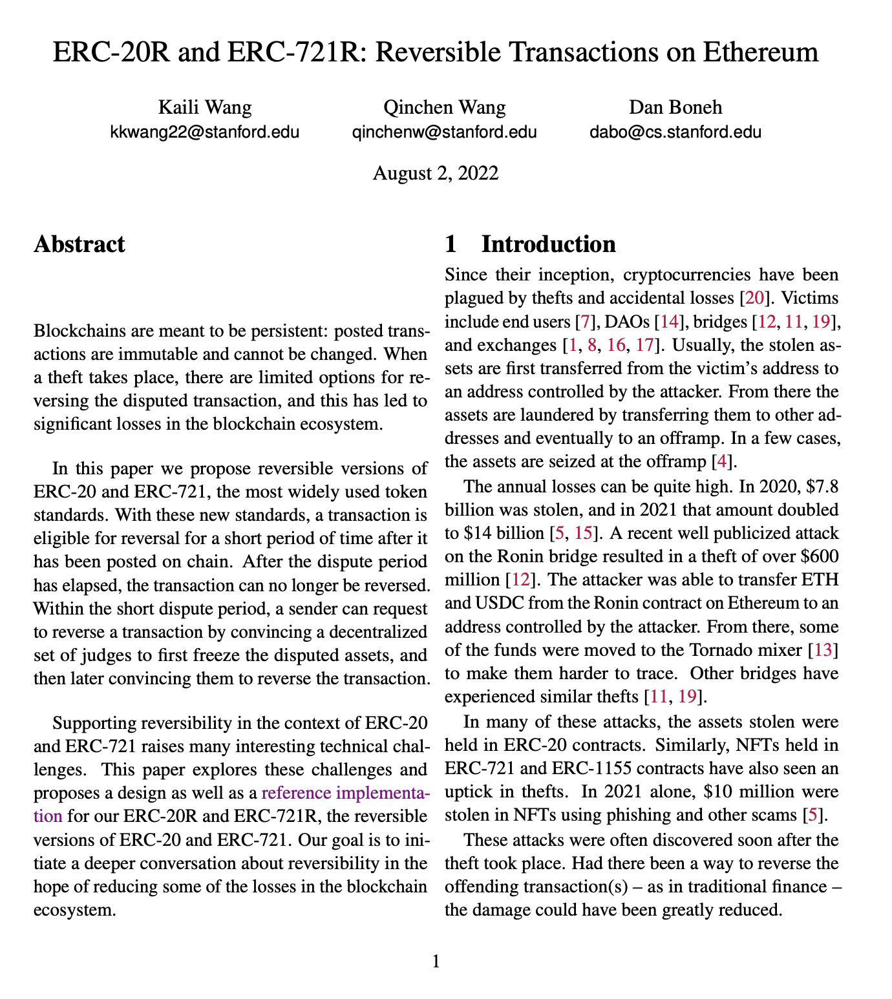 ERC-20R and ERC-721R: Reversible Transactions on Ethereum
Kaili Wang
kkwang22@stanford.edu
Qinchen Wang
qinchenw@stanford.edu
Dan Boneh
dabo@cs.stanford.edu
August 2, 2022
Abstract
Blockchains are meant to be persistent: posted trans-
actions are immutable and cannot be changed. When
a theft takes place, there are limited options for re-
versing the disputed transaction, and this has led to
significant losses in the blockchain ecosystem.
In this paper we propose reversible versions of
ERC-20 and ERC-721, the most widely used token
standards. With these new standards, a transaction is
eligible for reversal for a short period of time after it
has been posted on chain. After the dispute period
has elapsed, the transaction can no longer be reversed.
Within the short dispute period, a sender can request
to reverse a transaction by convincing a decentralized
set of judges to first freeze the disputed assets, and
then later convincing them to reverse the transaction.
Supporting reversibility in the context of ERC-20
and ERC-721 raises many interesting technical chal-
lenges. This paper explores these challenges and
proposes a design as well as a reference implementa-
tion for our ERC-20R and ERC-721R, the reversible
versions of ERC-20 and ERC-721. Our goal is to ini-
tiate a deeper conversation about reversibility in the
hope of reducing some of the losses in the blockchain
ecosystem.
1 Introduction
Since their inception, cryptocurrencies have been
plagued by thefts and accidental losses [20]. Victims
include end users [7], DAOs [14], bridges [12, 11, 19],
and exchanges [1, 8, 16, 17]. Usually, the stolen as-
sets are first transferred from the victim's address to
an address controlled by the attacker. From there the
assets are laundered by transferring them to other ad-
dresses and eventually to an offramp. In a few cases,
the assets are seized at the offramp [4].
The annual losses can be quite high. In 2020, $7.8
billion was stolen, and in 2021 that amount doubled
to $14 billion [5, 15]. A recent well publicized attack
on the Ronin bridge resulted in a theft of over $600
million [12]. The attacker was able to transfer ETH
and USDC from the Ronin contract on Ethereum to an
address controlled by the attacker. From there, some
of the funds were moved to the Tornado mixer [13]
to make them harder to trace. Other bridges have
experienced similar thefts [11, 19].
In many of these attacks, the assets stolen were
held in ERC-20 contracts. Similarly, NFTs held in
ERC-721 and ERC-1155 contracts have also seen an
uptick in thefts. In 2021 alone, $10 million were
stolen in NFTs using phishing and other scams [5].
These attacks were often discovered soon after the
theft took place. Had there been a way to reverse the
offending transaction(s) – as in traditional finance –
the damage could have been greatly reduced.
1